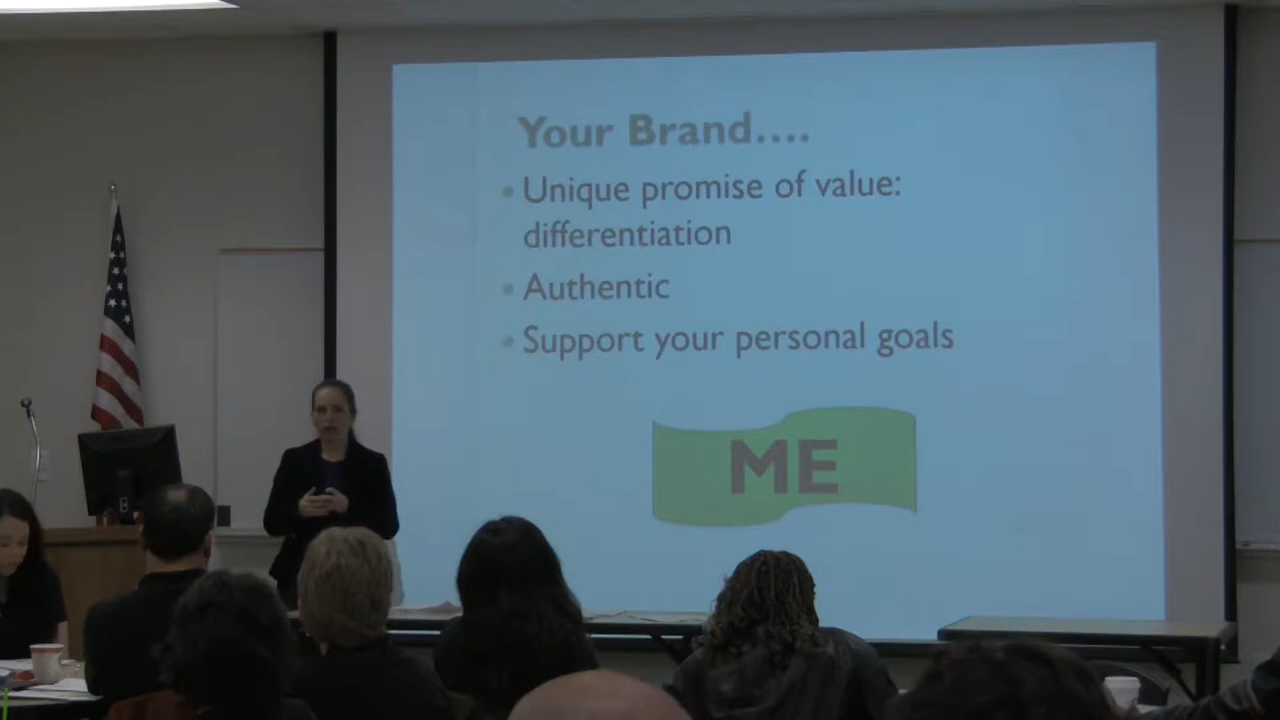 Your Brand....
• Unique promise of value:
differentiation
• Authentic
• Support your personal goals
ME